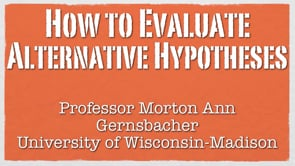 HOW TO EVALUATE
ALTERNATIVE HYPOTHESES
Professor Morton Ann
Gernsbacher
University of Wisconsin-Madison